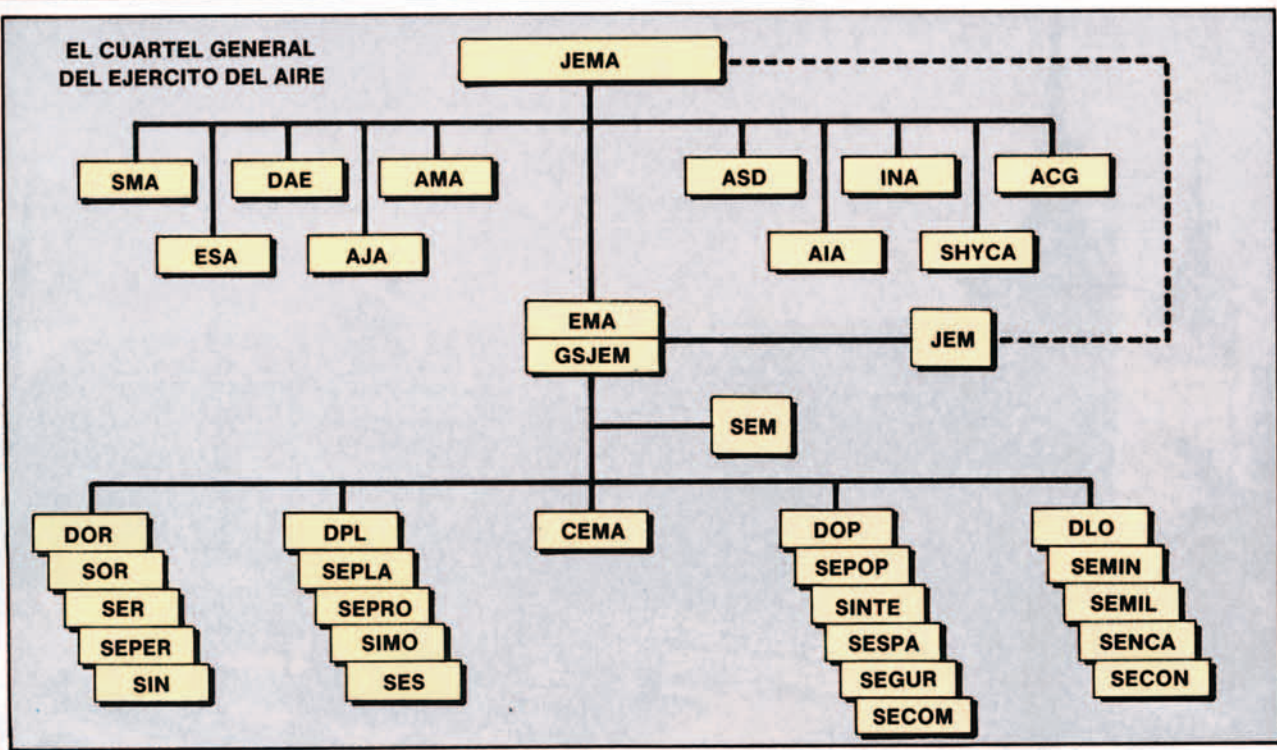 EL CUARTEL GENERAL
DEL EJERCITO DEL AIRE
JEMA
SMA
DAE
AMA
ASD
INA
ACG
ESA
AJA
AIA
SHYCA
EMA
GSJEM
JEM
SEM
DOR
SOR
SER
SEPER
SIN
DPL
SEPLA
SEPRO
SIMO
SES
CEMA
DOP
SEPOP
SINTE
SESPA
SEGUR
SECOM
DLO
SEMIN
SEMIL
SENCA
SECON